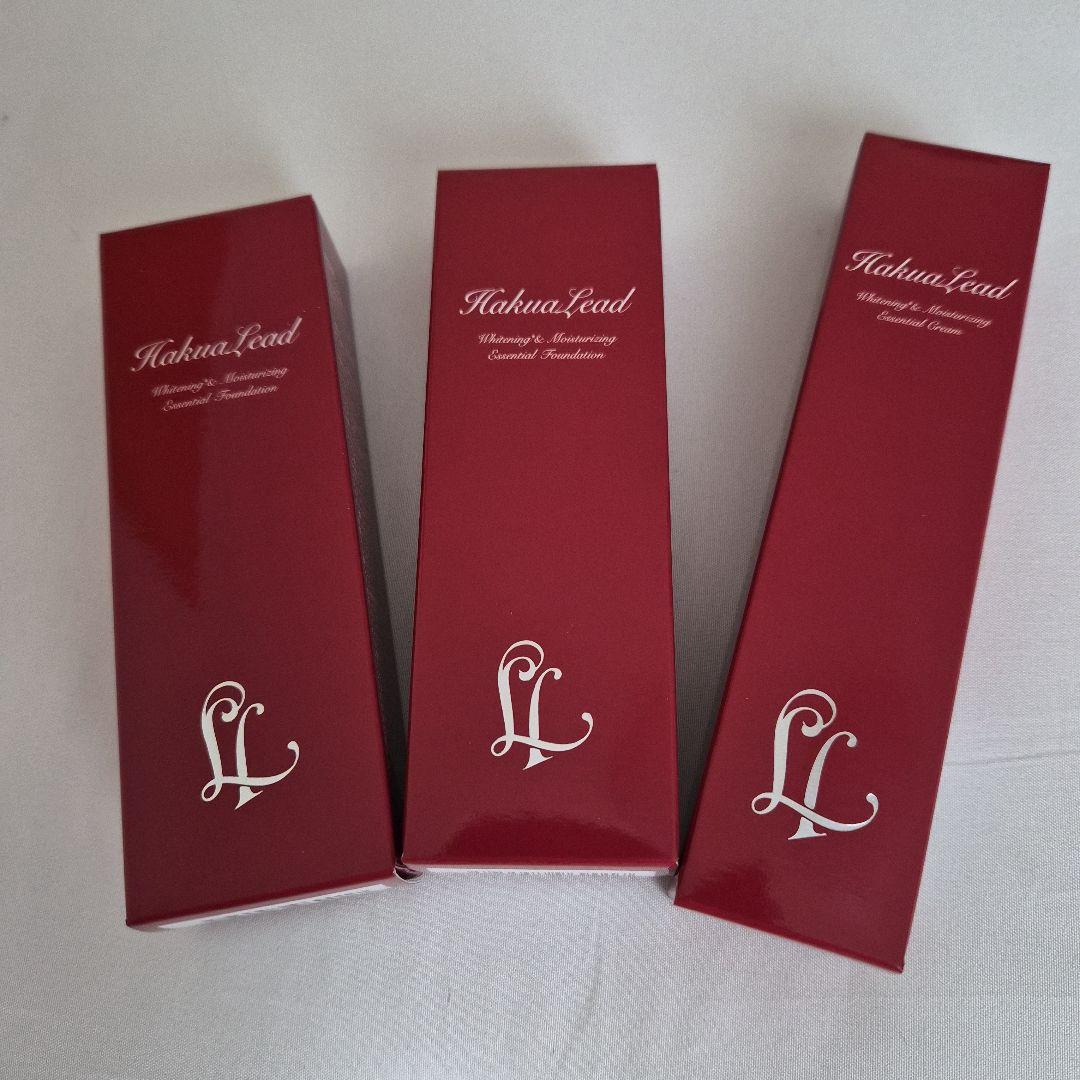 HakuaLead
Whitening*& Moisturizing
Essential Foundation
HakuaLead
Whitening*& Moisturizing
Essential Foundation
HakuaLead
Whitening*& Moisturizing
Essential Cream